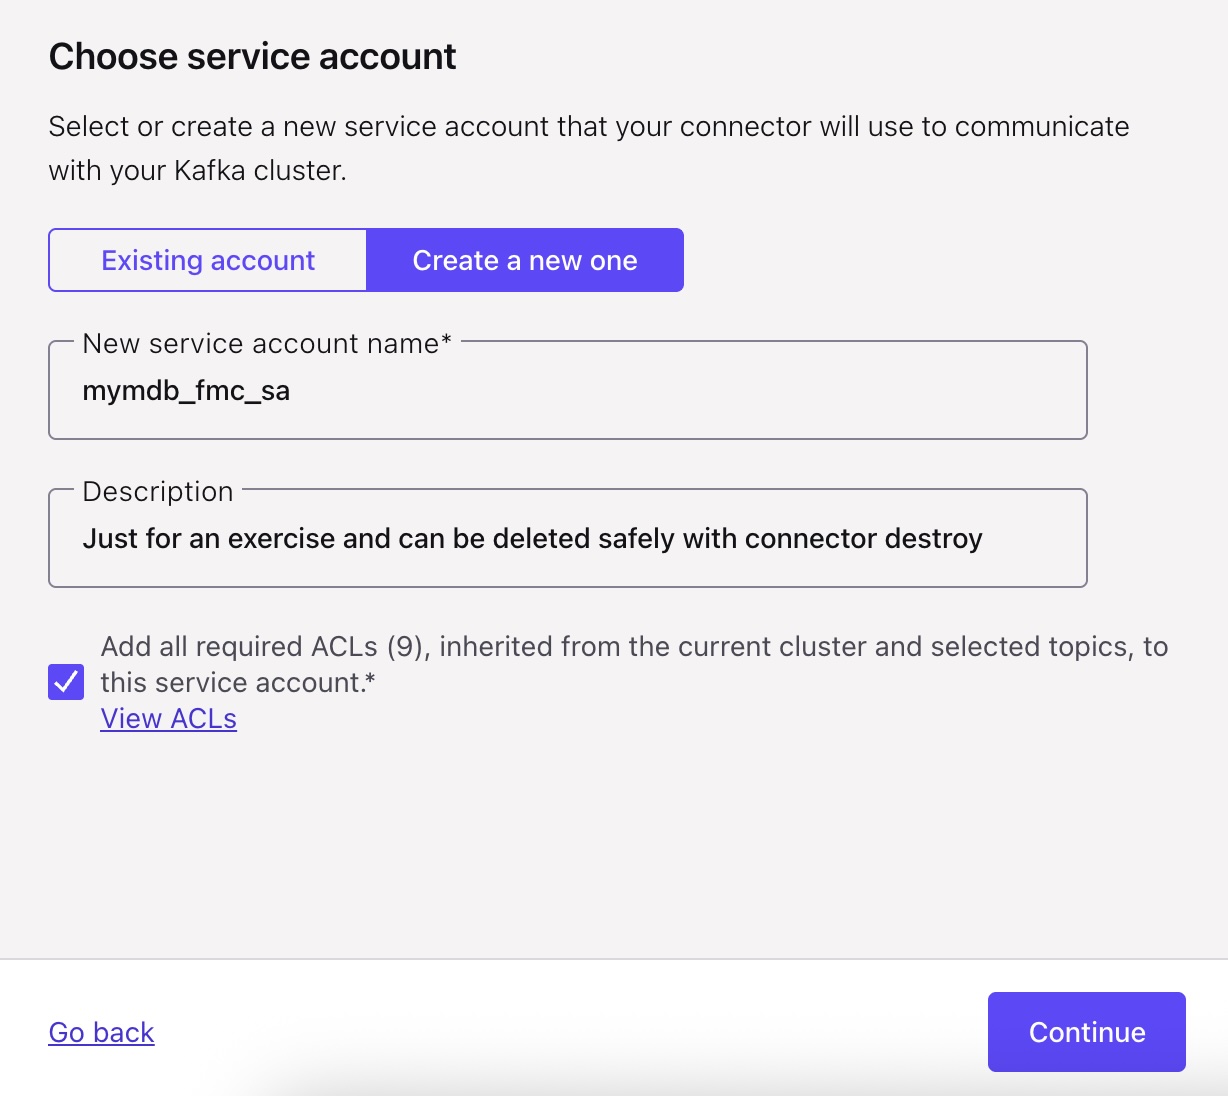 Choose service account
Select or create a new service account that your connector will use to communicate
with your Kafka cluster.
Existing account
Create a new one
New service account name*
mymdb_fmc_sa
Description
Just for an exercise and can be deleted safely with connector destroy
Add all required ACLs (9), inherited from the current cluster and selected topics, to
this service account.*
View ACLs
Go back
Continue